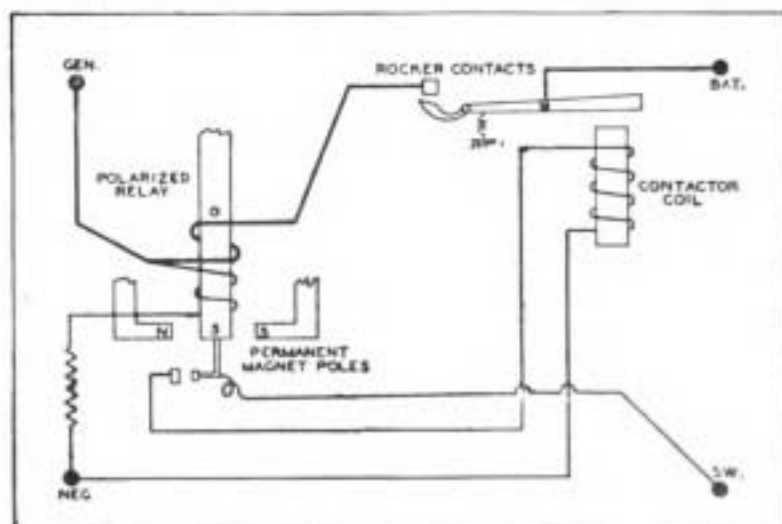 GEN.
ROCKER CONTACTS
BAT.
POLARIZED
RELAY
CONTACTOR
COIL
N
S
S
PERMANENT
MAGNET POLES
NEG
SW.